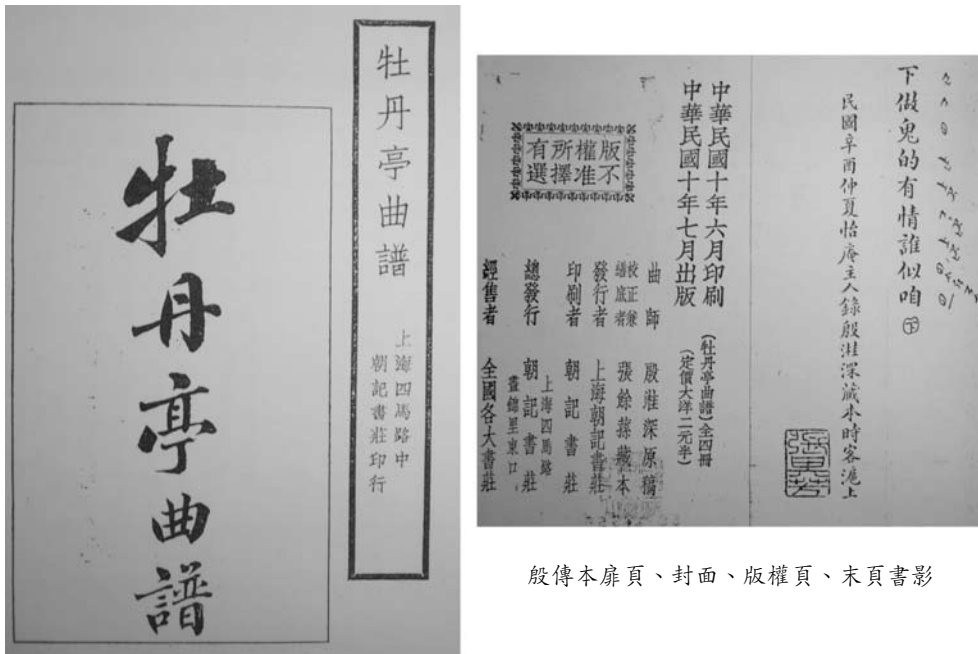 牡丹亭曲譜
上海四馬路中
朝記書莊印行
牡丹亭曲譜
下做鬼的有情誰似咱 下
民國辛酉仲夏怡庵主人錄殷溎深藏本時客滬上
中華民國十年六月印刷
中華民國十年七月出版
(牡丹亭曲譜)全四冊
(定價大洋二元半)
版權所有
不准擇選
曲師 殷溎深原稿
校正兼繕底者 張餘蓀藏本
發行者 上海朝記書莊
印刷者 朝記書莊
上海四馬路
總發行 朝記書莊
晝錦里東口
經售者 全國各大書莊
殷傳本扉頁、封面、版權頁、末頁書影